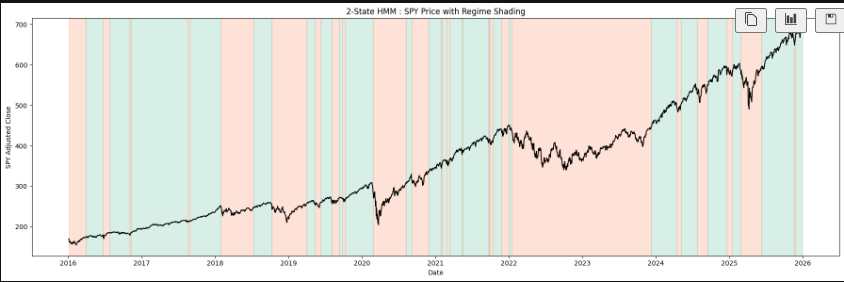 2-State HMM : SPY Price with Regime Shading
700
600
500
400
300
200
SPY Adjusted Close
2016 2017 2018 2019 2020 2021 2022 2023 2024 2025 2026
Date